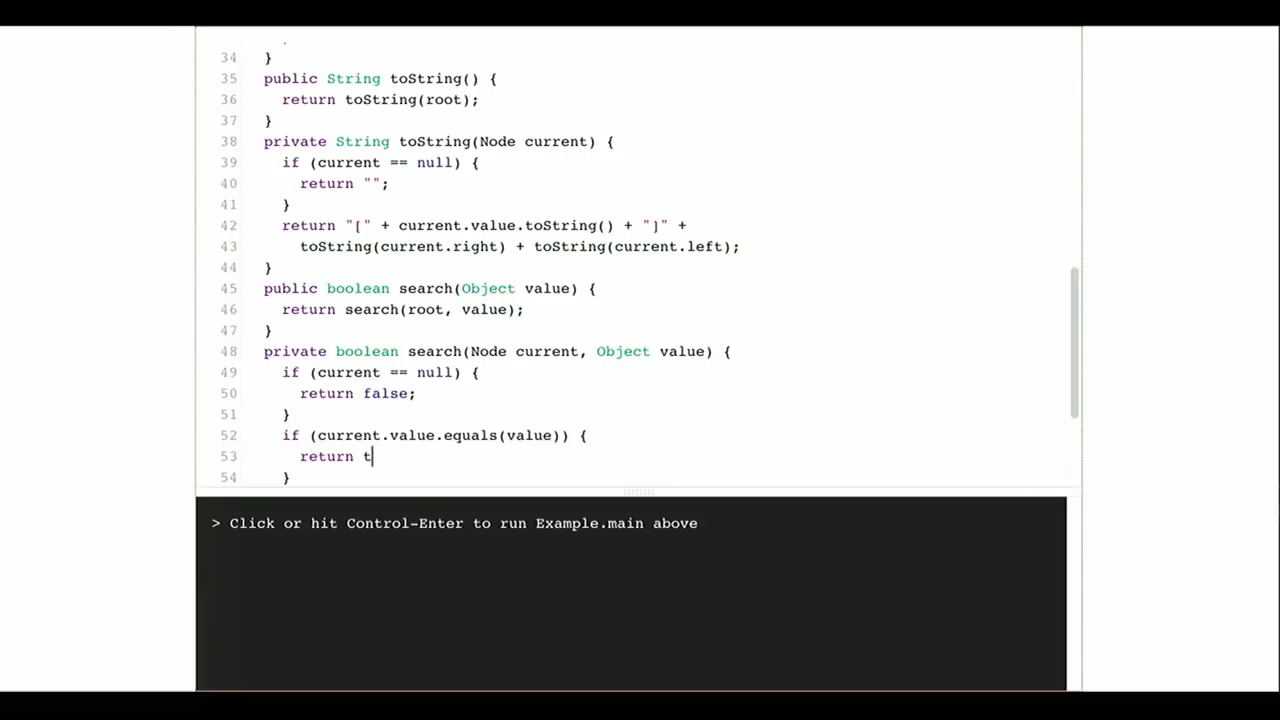 34 }
35 public String toString() {
36 return toString(root);
37 }
38 private String toString(Node current) {
39 if (current == null) {
40 return "";
41 }
42 return "[" + current.value.toString() + "]" +
43 toString(current.right) + toString(current.left);
44 }
45 public boolean search(Object value) {
46 return search(root, value);
47 }
48 private boolean search(Node current, Object value) {
49 if (current == null) {
50 return false;
51 }
52 if (current.value.equals(value)) {
53 return t
54 }
> Click or hit Control-Enter to run Example.main above